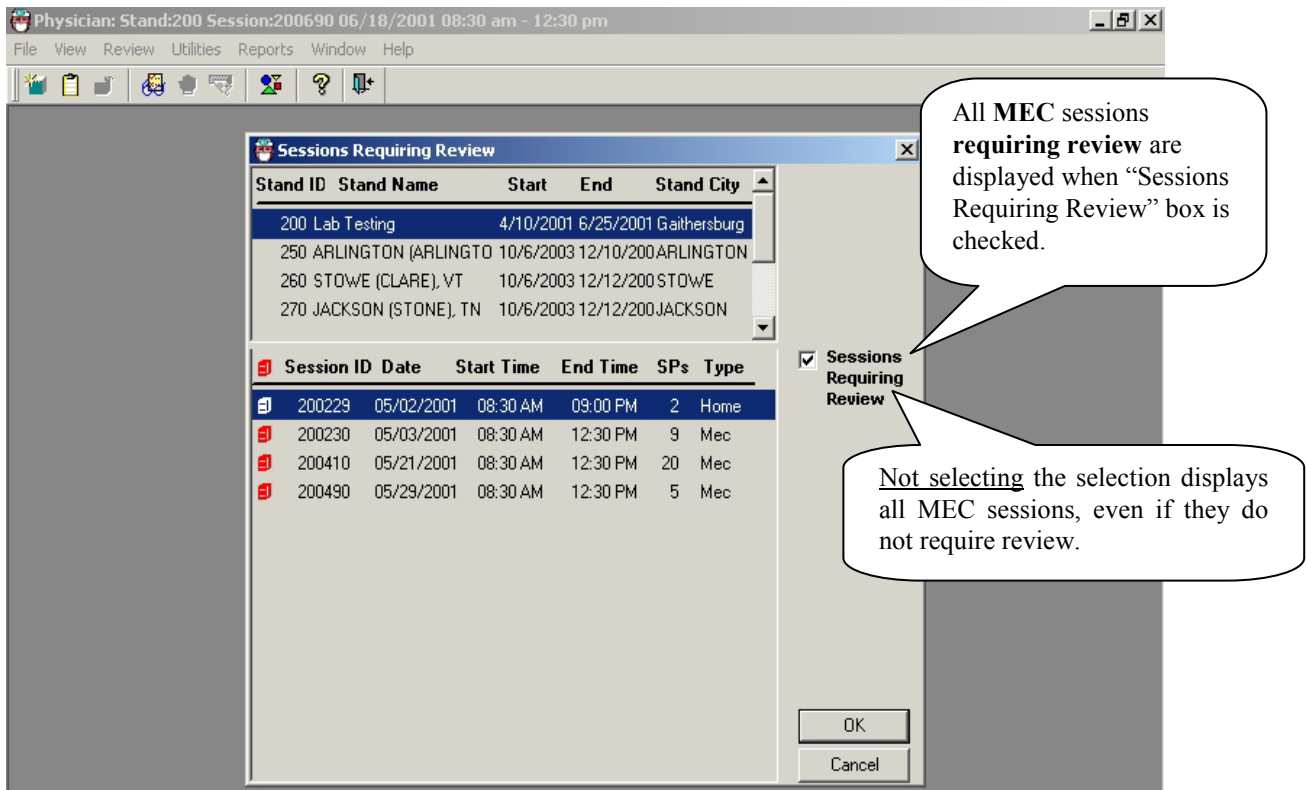 Physician: Stand:200 Session:200690 06/18/2001 08:30 am - 12:30 pm
File View Review Utilities Reports Window Help
All MEC sessions
requiring review are
displayed when “Sessions
Requiring Review” box is
checked.
Sessions Requiring Review
Stand ID Stand Name Start End Stand City
200 Lab Testing 4/10/2001 6/25/2001 Gaithersburg
250 ARLINGTON (ARLINGTO 10/6/2003 12/10/200 ARLINGTON
260 STOWE (CLARE), VT 10/6/2003 12/12/200 STOWE
270 JACKSON (STONE), TN 10/6/2003 12/12/200 JACKSON
Session ID Date Start Time End Time SPs Type
200229 05/02/2001 08:30 AM 09:00 PM 2 Home
200230 05/03/2001 08:30 AM 12:30 PM 9 Mec
200410 05/21/2001 08:30 AM 12:30 PM 20 Mec
200490 05/29/2001 08:30 AM 12:30 PM 5 Mec
Sessions
Requiring
Review
Not selecting the selection displays
all MEC sessions, even if they do
not require review.
OK
Cancel